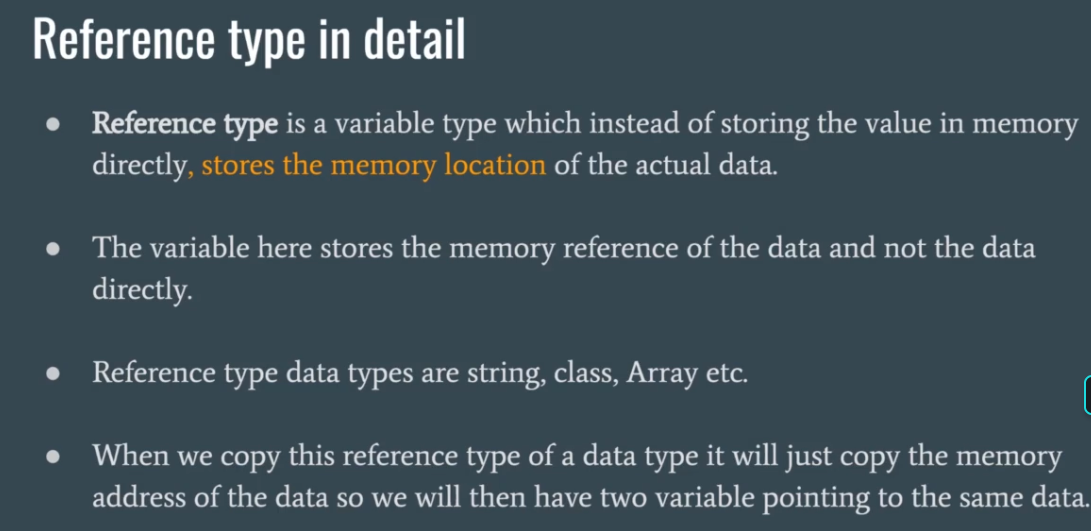 Reference type in detail
● Reference type is a variable type which instead of storing the value in memory
directly, stores the memory location of the actual data.
● The variable here stores the memory reference of the data and not the data
directly.
● Reference type data types are string, class, Array etc.
● When we copy this reference type of a data type it will just copy the memory
address of the data so we will then have two variable pointing to the same data.